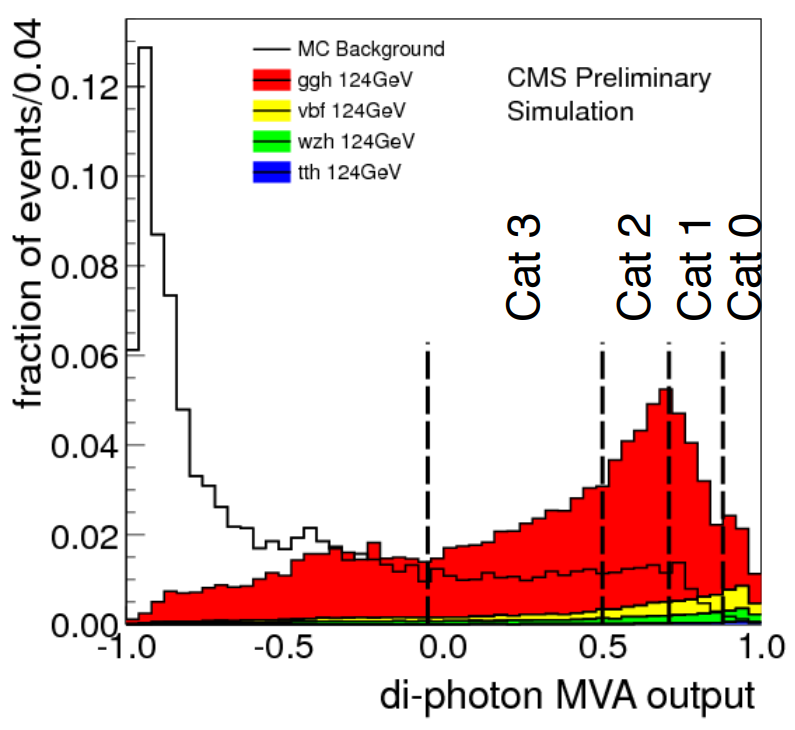 fraction of events/0.04
0.12
0.10
0.08
0.06
0.04
0.02
0.00
MC Background
ggh 124GeV
vbf 124GeV
wzh 124GeV
tth 124GeV
CMS Preliminary
Simulation
Cat 3
Cat 2
Cat 1
Cat 0
-1.0
-0.5
0.0
0.5
1.0
di-photon MVA output